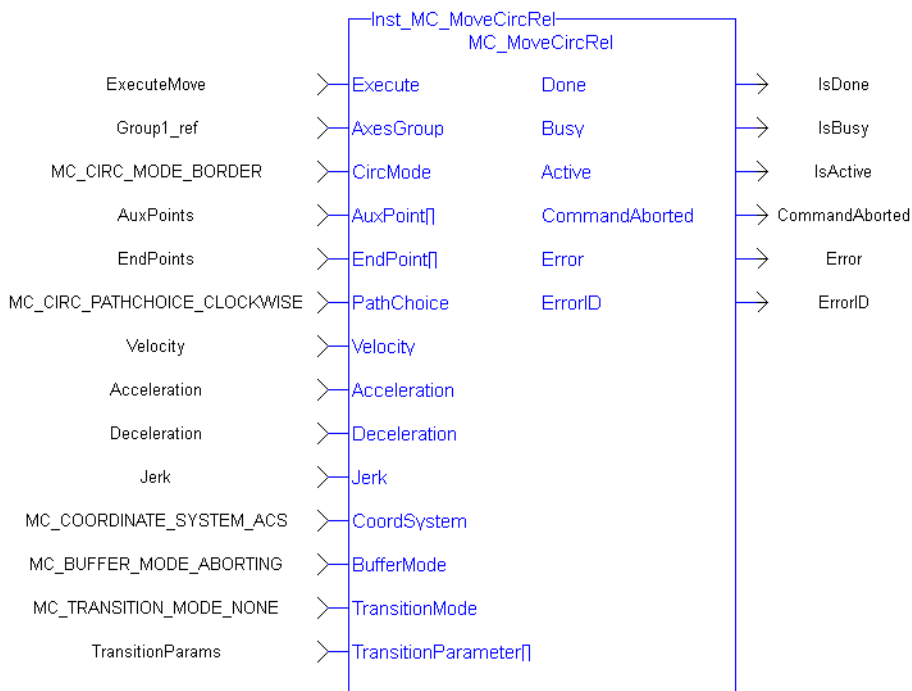 Inst_MC_MoveCircRel
MC_MoveCircRel
ExecuteMove Execute Done IsDone
Group1_ref AxesGroup Busy IsBusy
MC_CIRC_MODE_BORDER CircMode Active IsActive
AuxPoints AuxPoint[] CommandAborted CommandAborted
EndPoints EndPoint[] Error Error
MC_CIRC_PATHCHOICE_CLOCKWISE PathChoice ErrorID ErrorID
Velocity Velocity
Acceleration Acceleration
Deceleration Deceleration
Jerk Jerk
MC_COORDINATE_SYSTEM_ACS CoordSystem
MC_BUFFER_MODE_ABORTING BufferMode
MC_TRANSITION_MODE_NONE TransitionMode
TransitionParams TransitionParameter[]